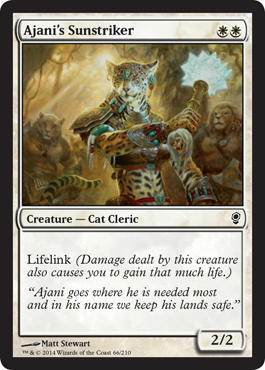 Ajani's Sunstriker
Creature — Cat Cleric
Lifelink (Damage dealt by this creature
also causes you to gain that much life.)
"Ajani goes where he is needed most
and in his name we keep his lands safe."
2/2
Matt Stewart
™ & © 2014 Wizards of the Coast 66/210